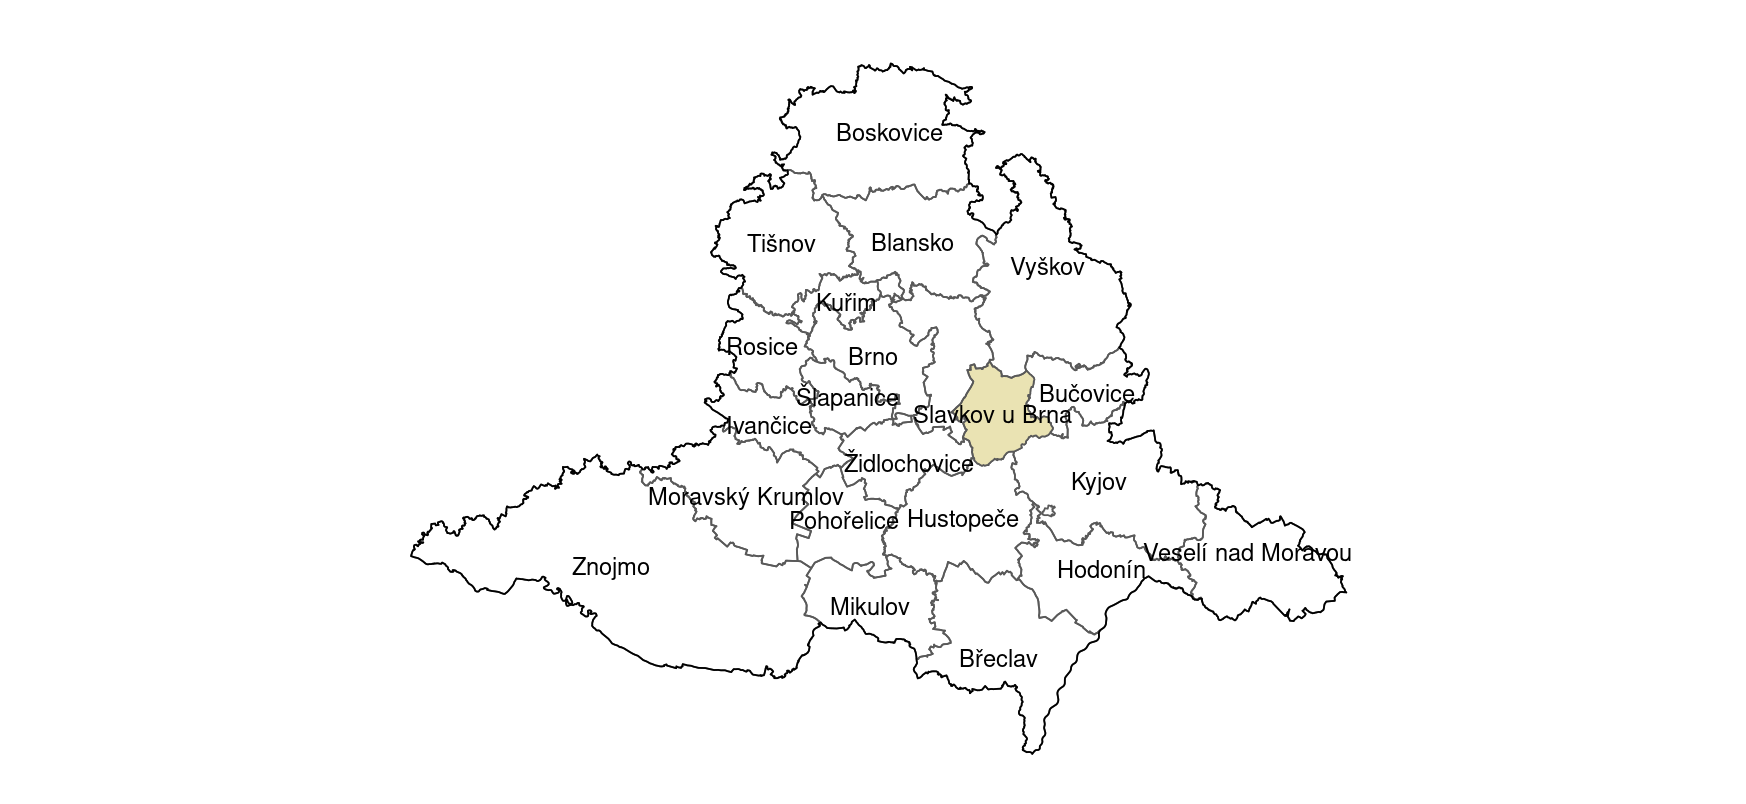 Boskovice
Tišnov
Blansko
Vyškov
Kuřim
Rosice
Brno
Šlapanice
Bučovice
Slavkov u Brna
Ivančice
Židlochovice
Kyjov
Moravský Krumlov
Pohořelice
Hustopeče
Veselí nad Moravou
Znojmo
Hodonín
Mikulov
Břeclav